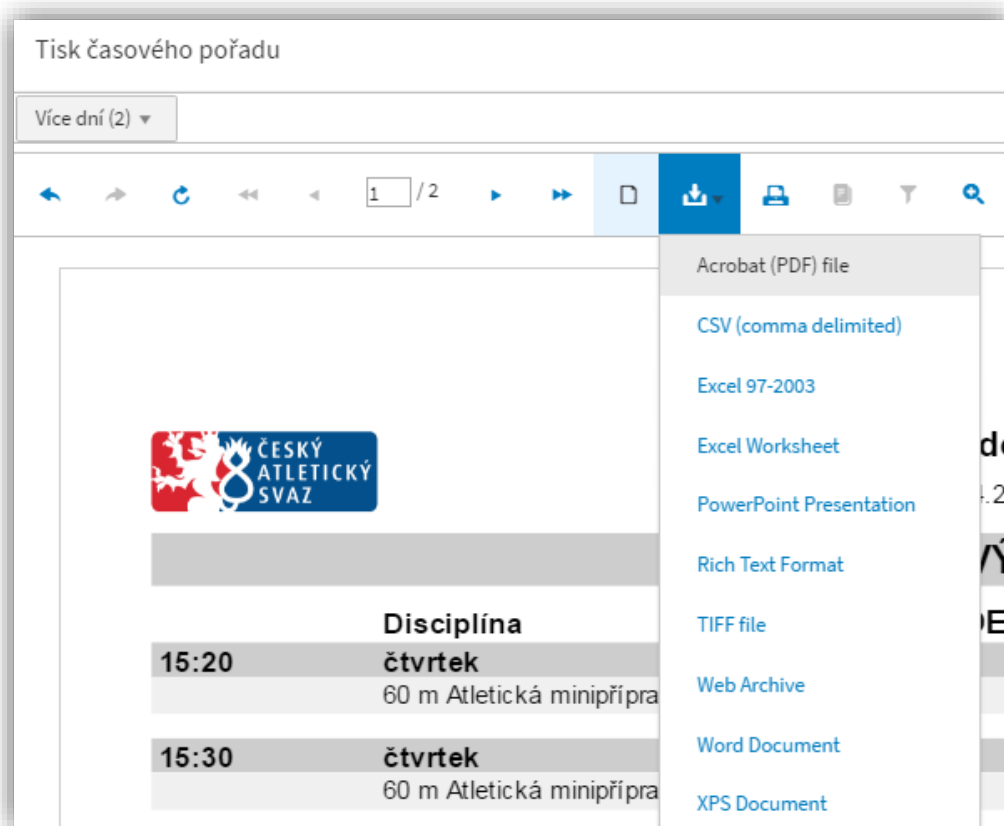 Tisk časového pořadu
Více dní (2)
1 / 2
Acrobat (PDF) file
CSV (comma delimited)
Excel 97-2003
Excel Worksheet
PowerPoint Presentation
Rich Text Format
TIFF file
Web Archive
Word Document
XPS Document
ČESKÝ
ATLETICKÝ
SVAZ
Disciplína
15:20 čtvrtek
60 m Atletická minipřípra
15:30 čtvrtek
60 m Atletická minipřípra